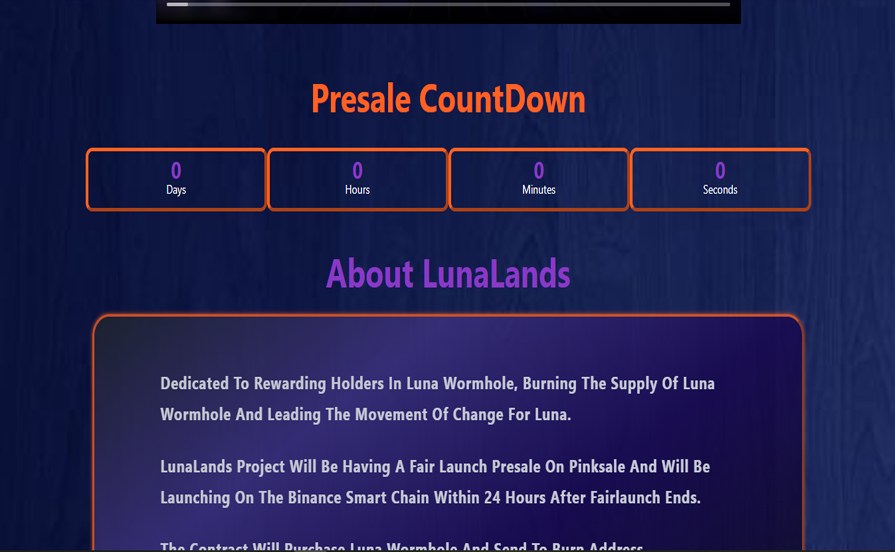 Presale CountDown
0 0 0 0
Days Hours Minutes Seconds
About LunaLands
Dedicated To Rewarding Holders In Luna Wormhole, Burning The Supply Of Luna
Wormhole And Leading The Movement Of Change For Luna.
LunaLands Project Will Be Having A Fair Launch Presale On Pinksale And Will Be
Launching On The Binance Smart Chain Within 24 Hours After Fairlaunch Ends.
The Contract Will Purchase Luna Wormhole And Send To Burn Address